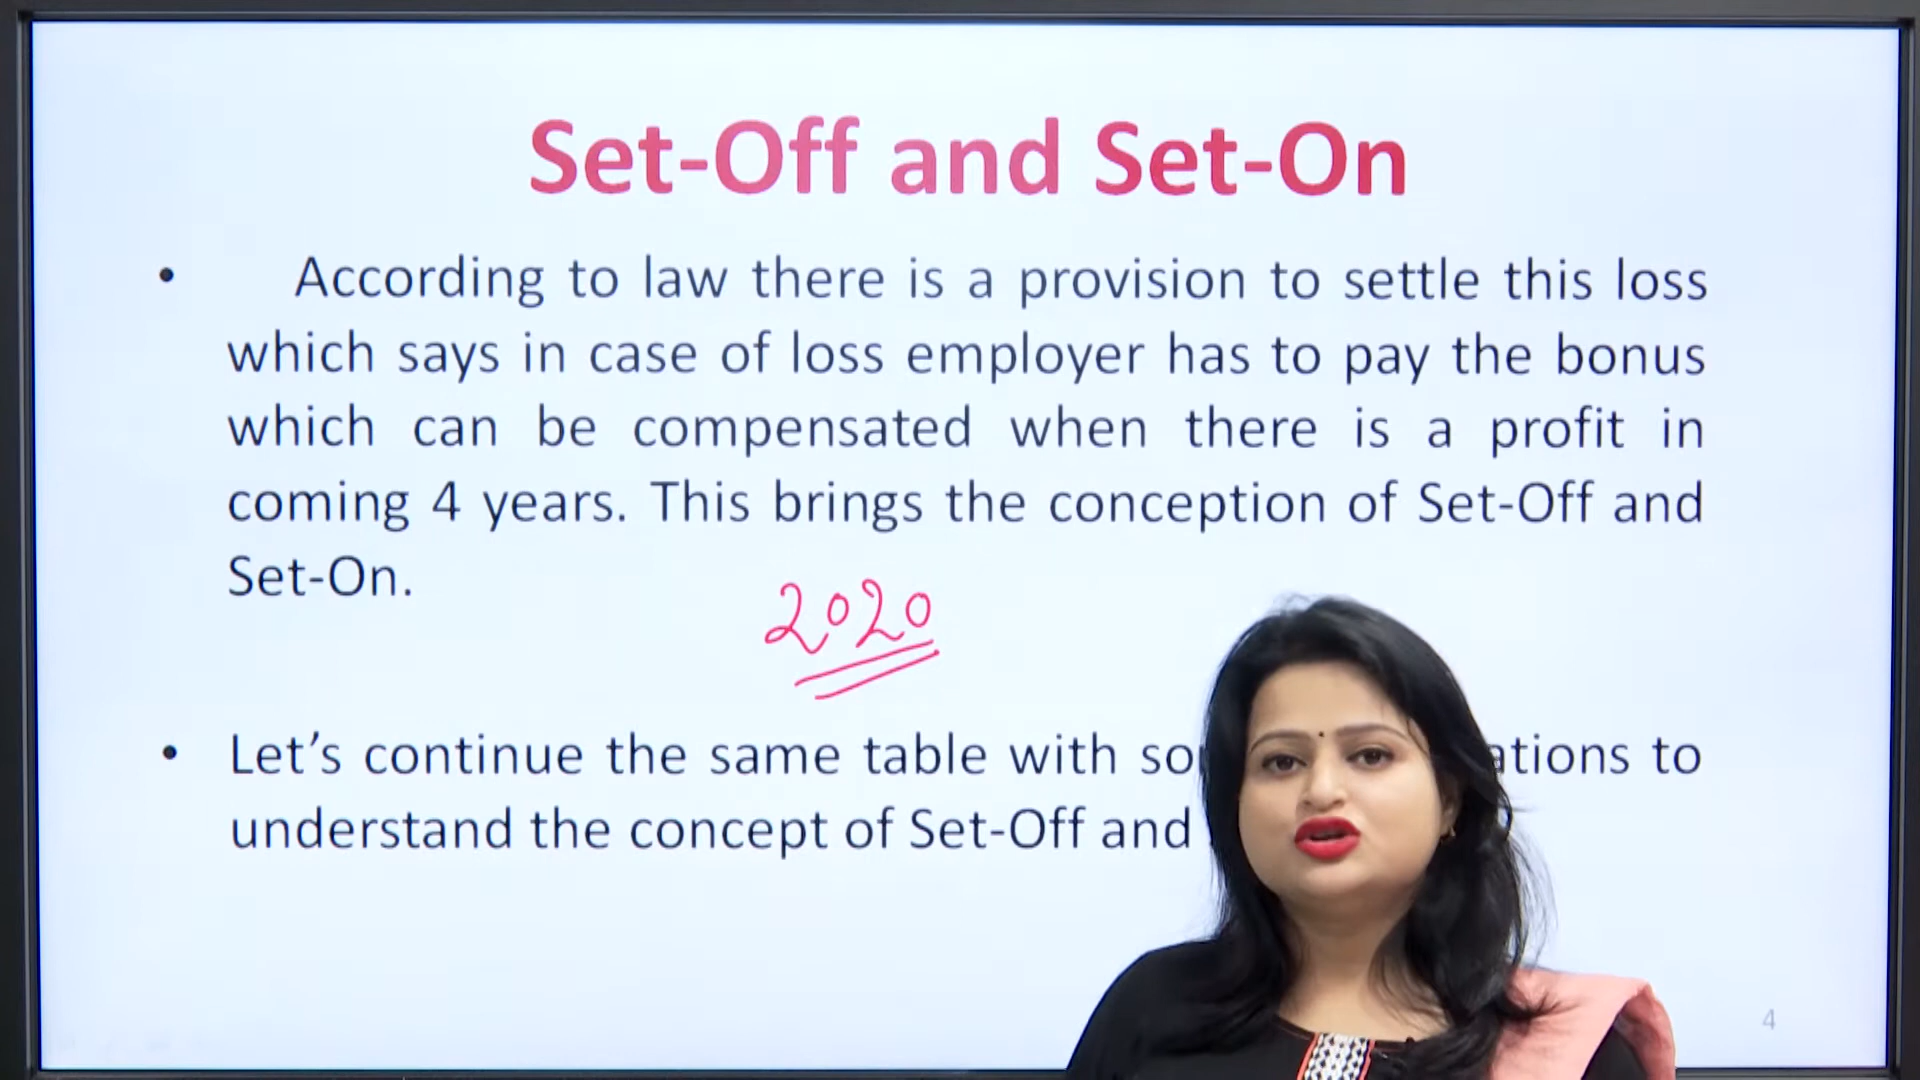 Set-Off and Set-On
• According to law there is a provision to settle this loss
which says in case of loss employer has to pay the bonus
which can be compensated when there is a profit in
coming 4 years. This brings the conception of Set-Off and
Set-On.
2020
• Let's continue the same table with to
understand the concept of Set-Off and
4